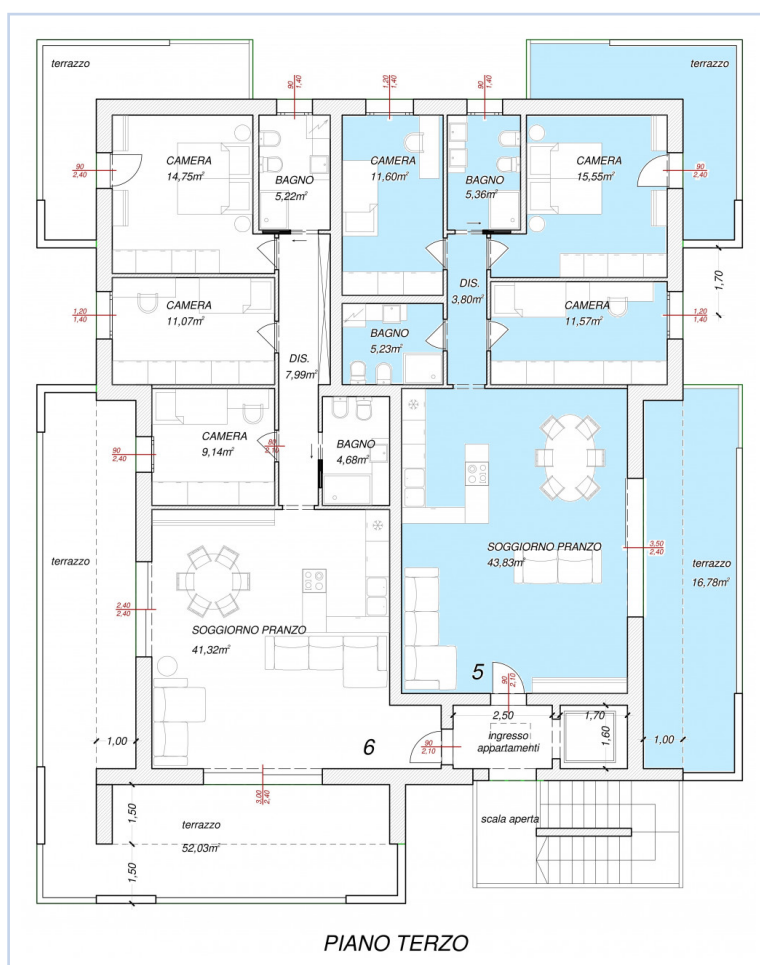 terrazzo
terrazzo
90
1,40
1,20
1,40
90
1,40
90
2,40
CAMERA
14,75m²
BAGNO
5,22m²
CAMERA
11,60m²
BAGNO
5,36m²
CAMERA
15,55m²
90
2,40
1,70
DIS.
3,80m²
1,20
1,40
CAMERA
11,07m²
BAGNO
5,23m²
CAMERA
11,57m²
1,20
1,40
DIS.
7,99m²
90
2,40
CAMERA
9,14m²
80
2,10
BAGNO
4,68m²
terrazzo
SOGGIORNO PRANZO
43,83m²
3,50
2,40
terrazzo
16,78m²
2,40
2,40
SOGGIORNO PRANZO
41,32m²
5
90
2,10
2,50
1,70
1,60
1,00
6
90
2,10
ingresso
appartamenti
1,00
3,00
2,40
1,50
terrazzo
52,03m²
scala aperta
1,50
PIANO TERZO